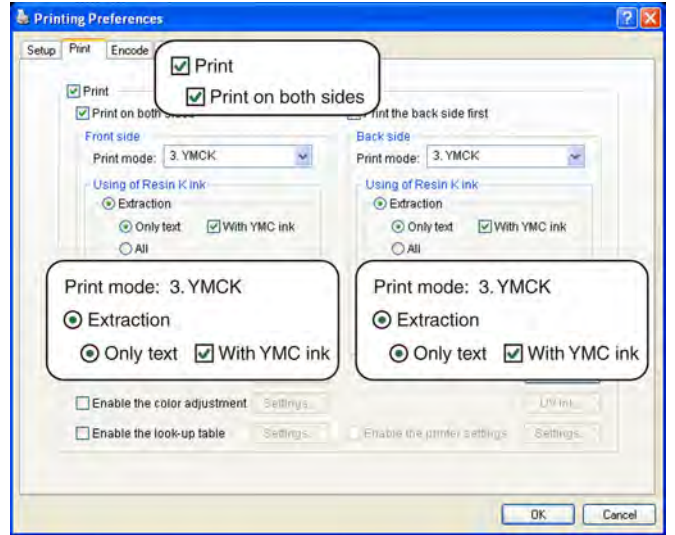 Printing Preferences
Setup Print Encode
Print
Print on both sides
Print
Print on both sides Print the back side first
Front side Back side
Print mode: 3. YMCK Print mode: 3. YMCK
Using of Resin K ink Using of Resin K ink
Extraction Extraction
Only text With YMC ink Only text With YMC ink
All All
Print mode: 3. YMCK Print mode: 3. YMCK
Extraction Extraction
Only text With YMC ink Only text With YMC ink
Enable the color adjustment Settings... UV ink...
Enable the look-up table Settings... Enable the printer settings Settings...
OK Cancel